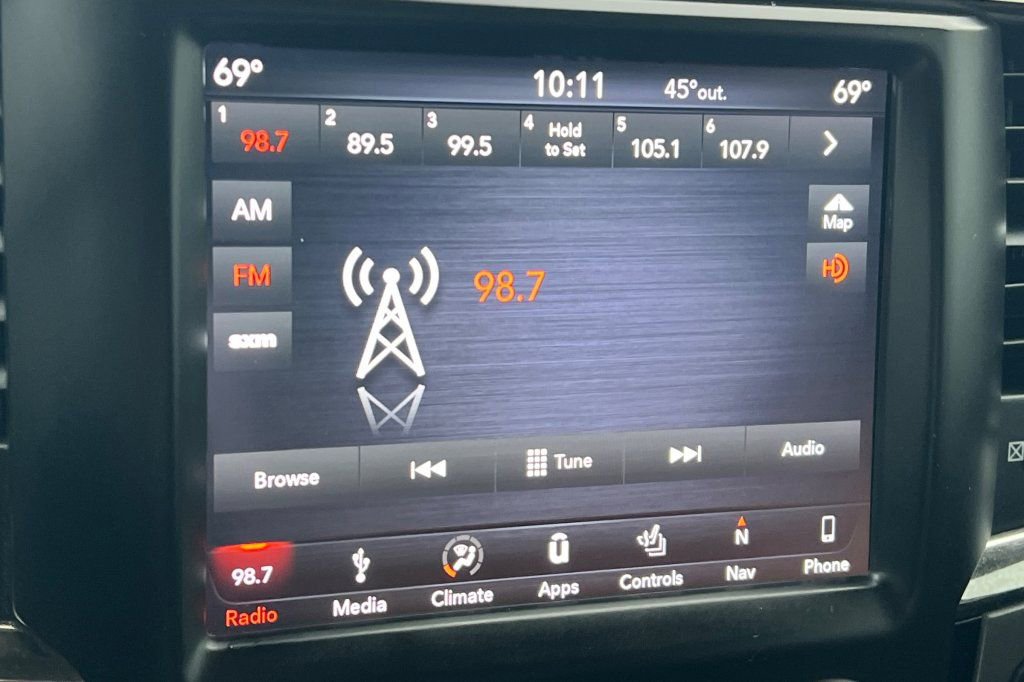 69° 10:11 45°out. 69°
1 98.7 2 89.5 3 99.5 4 Hold to Set 5 105.1 6 107.9
AM
Map
FM
HD
98.7
sxm
Browse Tune Audio
98.7 N
Radio Media Climate Apps Controls Nav Phone